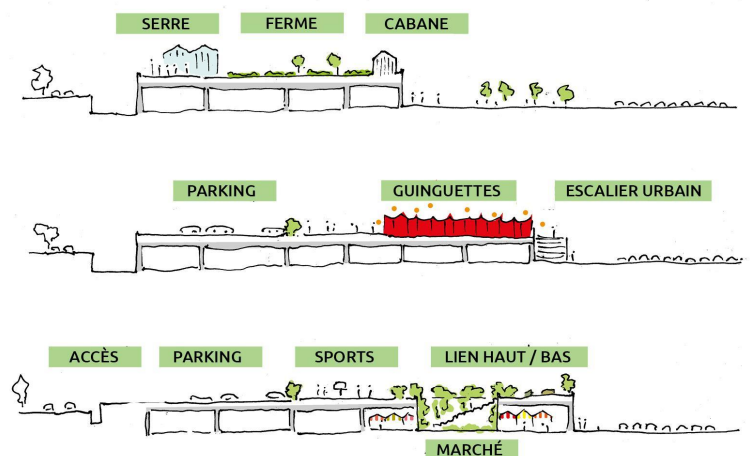 SERRE
FERME
CABANE
PARKING
GUINGUETTES
ESCALIER URBAIN
ACCÈS
PARKING
SPORTS
LIEN HAUT / BAS
MARCHÉ